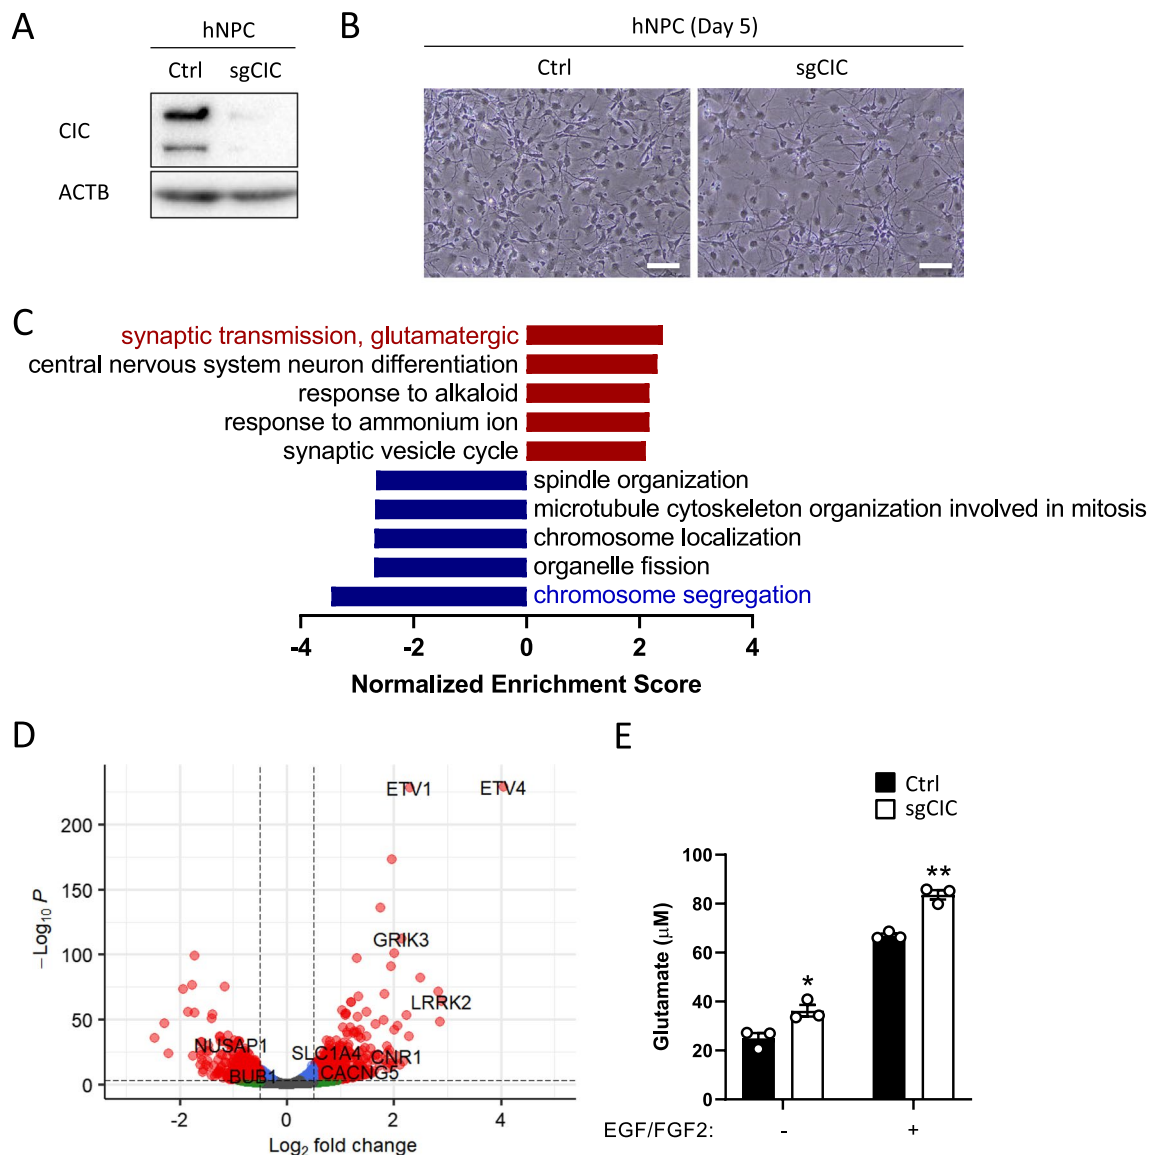 A
hNPC
Ctrl sgCIC
CIC
ACTB
B
hNPC (Day 5)
Ctrl sgCIC
C
synaptic transmission, glutamatergic
central nervous system neuron differentiation
response to alkaloid
response to ammonium ion
synaptic vesicle cycle
spindle organization
microtubule cytoskeleton organization involved in mitosis
chromosome localization
organelle fission
chromosome segregation
-4 -2 0 2 4
Normalized Enrichment Score
D
ETV1 ETV4
200
150
GRIK3
100
LRRK2
50
NUSAP1 SLC1A4 CNR1
BUB1 CACNG5
0
-2 0 2 4
−Log10 P
Log2 fold change
E
Ctrl
sgCIC
100
80
60
40
20
0
Glutamate (µM)
* **
EGF/FGF2: - +